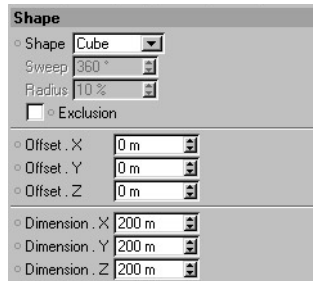 Shape
Shape Cube
Sweep 360 °
Radius 10 %
Exclusion
Offset . X 0 m
Offset . Y 0 m
Offset . Z 0 m
Dimension . X 200 m
Dimension . Y 200 m
Dimension . Z 200 m